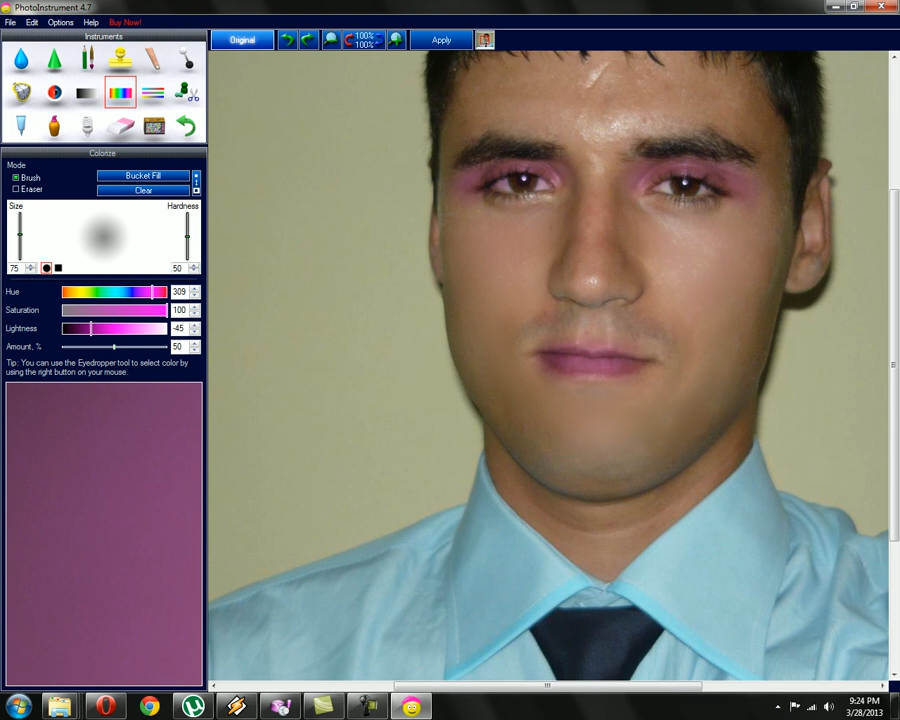 PhotoInstrument 4.7
File Edit Options Help Buy Now!
Instruments
Original
100%
100%
Apply
Colorize
Mode
Brush
Bucket Fill
Eraser
Clear
Size
Hardness
75
50
Hue
309
Saturation
100
Lightness
-45
Amount, %
50
Tip: You can use the Eyedropper tool to select color by
using the right button on your mouse.
9:24 PM
3/28/2013